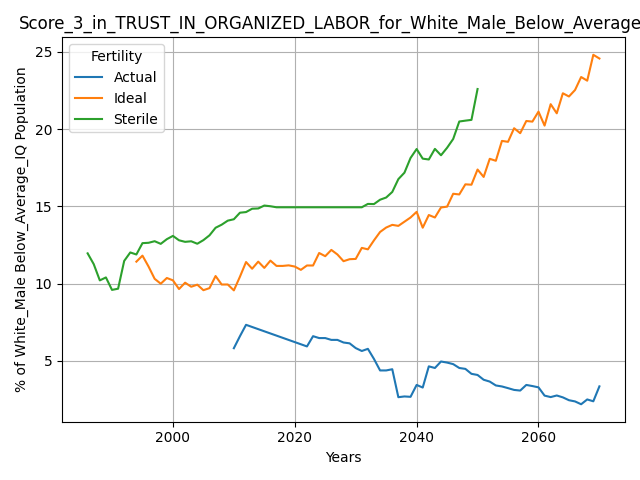 Score_3_in_TRUST_IN_ORGANIZED_LABOR_for_White_Male_Below_Average
Fertility
Actual
Ideal
Sterile
% of White_Male Below_Average_IQ Population
25
20
15
10
5
2000
2020
2040
2060
Years